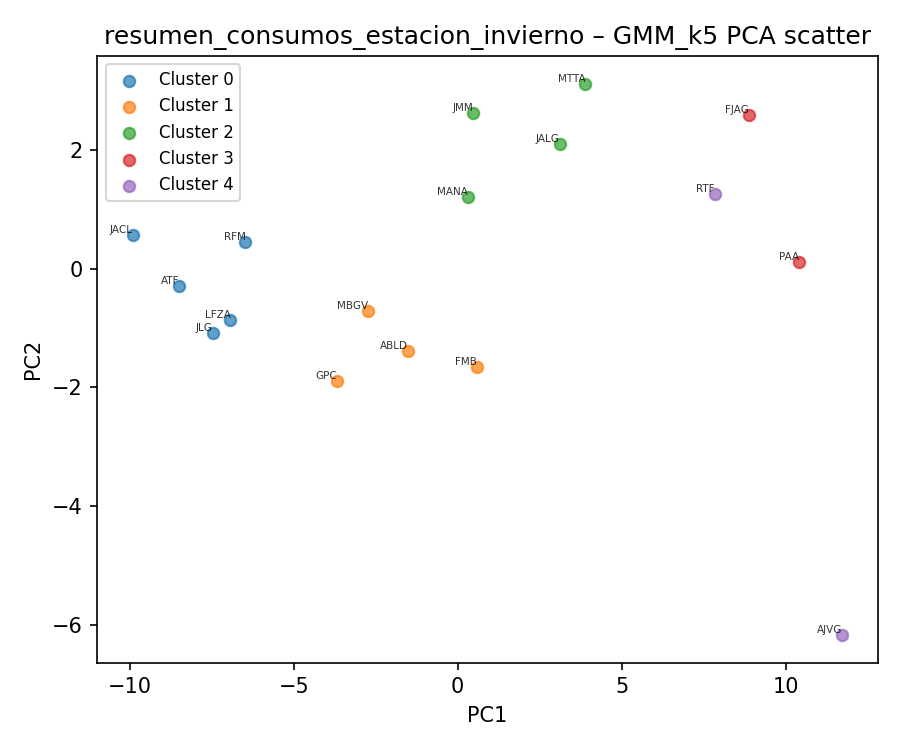 resumen_consumos_estacion_invierno – GMM_k5 PCA scatter
Cluster 0
Cluster 1
Cluster 2
Cluster 3
Cluster 4
MTTA
JMM
FJAG
JALG
RTF
MANA
JACL
RFM
PAA
ATF
LFZA
JLG
MBGV
ABLD
FMB
GPC
AJVG
2
0
−2
−4
−6
PC2
−10
−5
0
5
10
PC1